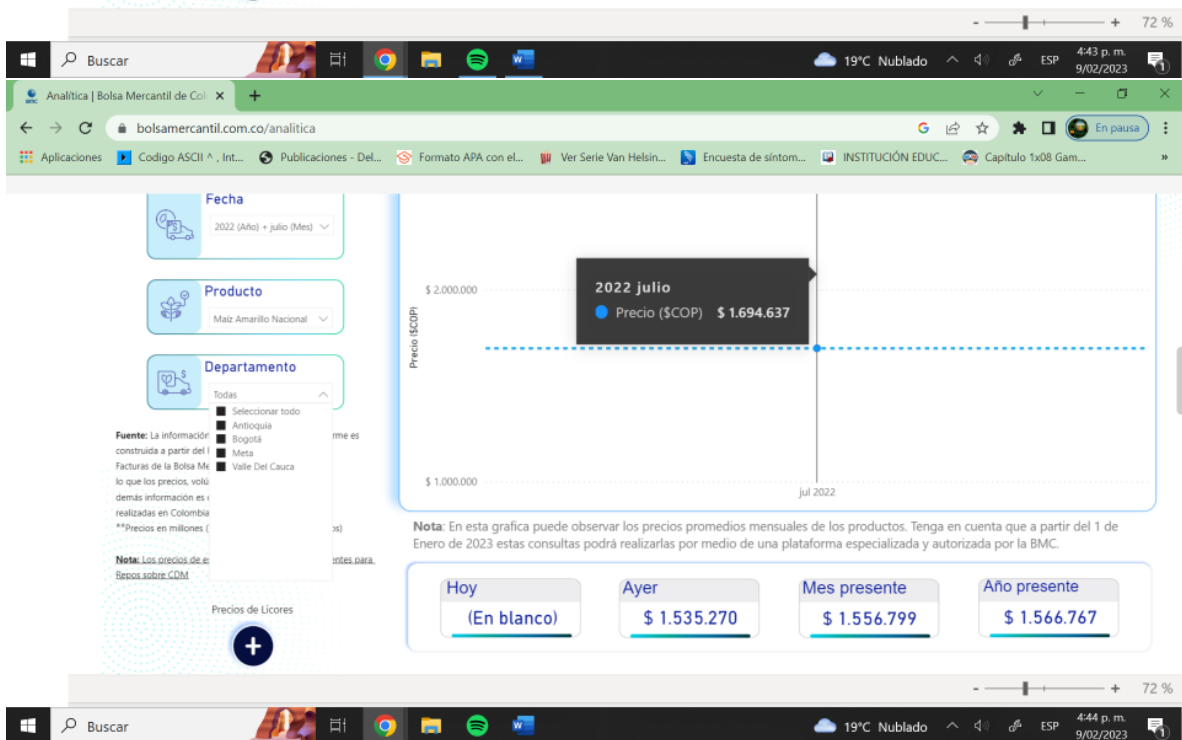 - + 72 %
Buscar
19°C Nublado ESP 4:43 p. m.
9/02/2023
1
Analítica | Bolsa Mercantil de Col
bolsamercantil.com.co/analitica
En pausa
Aplicaciones Codigo ASCII ^ , Int... Publicaciones - Del... Formato APA con el... Ver Serie Van Helsin... Encuesta de síntom... INSTITUCIÓN EDUC... Capítulo 1x08 Gam... »
Fecha
2022 (Año) + julio (Mes)
Producto
Maíz Amarillo Nacional
Departamento
Todas
Seleccionar todo
Antioquia
Bogotá
Meta
Valle Del Cauca
Fuente: La información rme es
construida a partir del
Facturas de la Bolsa Me
lo que los precios, volú
demás información es
realizadas en Colombia
**Precios en millones ( os)
Nota: Los precios de es entes para
Repos sobre CDM
Precios de Licores
+
Precio ($COP)
$ 2.000.000
$ 1.000.000
2022 julio
Precio ($COP) $ 1.694.637
jul 2022
Nota: En esta grafica puede observar los precios promedios mensuales de los productos. Tenga en cuenta que a partir del 1 de
Enero de 2023 estas consultas podrá realizarlas por medio de una plataforma especializada y autorizada por la BMC.
Hoy
(En blanco)
Ayer
$ 1.535.270
Mes presente
$ 1.556.799
Año presente
$ 1.566.767
- + 72 %
Buscar
19°C Nublado ESP 4:44 p. m.
9/02/2023
1